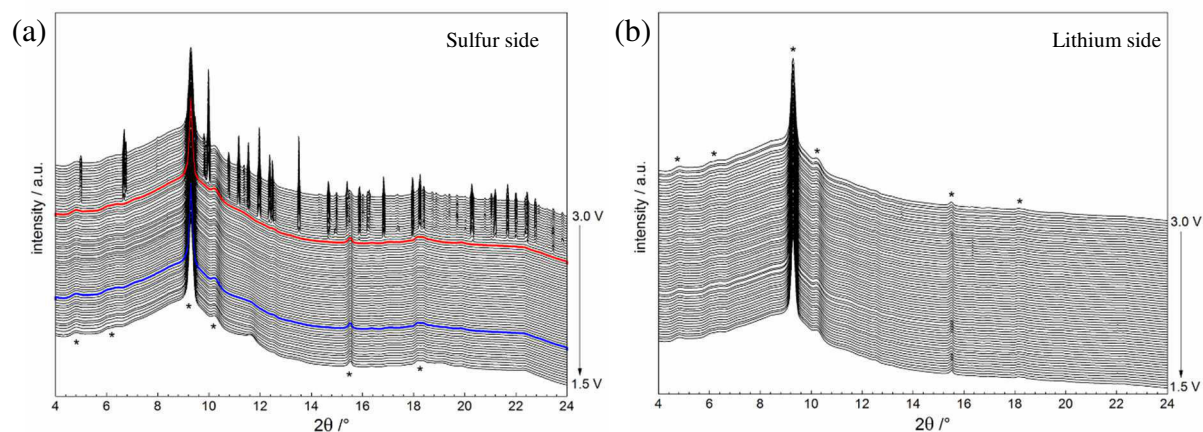 (a)
Sulfur side
intensity / a.u.
3.0 V
1.5 V
* * * * * *
4 6 8 10 12 14 16 18 20 22 24
2θ /°
(b)
Lithium side
* * * * * *
intensity / a.u.
3.0 V
1.5 V
4 6 8 10 12 14 16 18 20 22 24
2θ /°